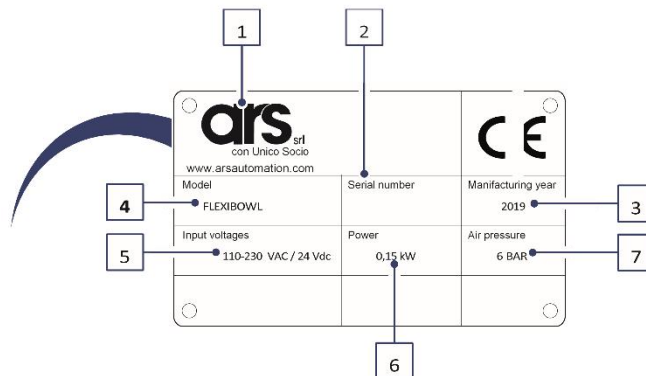 1
2
ars srl
con Unico Socio
www.arsautomation.com
CE
Model
Serial number
Manifacturing year
4
FLEXIBOWL
2019
3
Input voltages
Power
Air pressure
5
110-230 VAC / 24 Vdc
0,15 kW
6 BAR
7
6